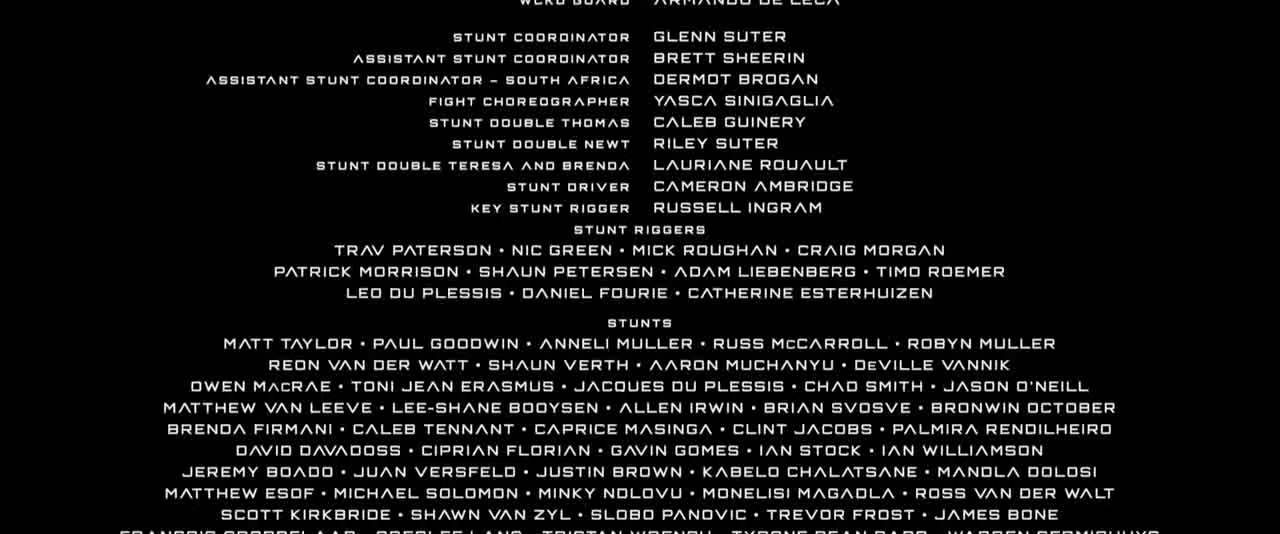 WCKD GUARD ARMANDO DE LECA
STUNT COORDINATOR GLENN SUTER
ASSISTANT STUNT COORDINATOR BRETT SHEERIN
ASSISTANT STUNT COORDINATOR – SOUTH AFRICA DERMOT BROGAN
FIGHT CHOREOGRAPHER YASCA SINIGAGLIA
STUNT DOUBLE THOMAS CALEB GUINERY
STUNT DOUBLE NEWT RILEY SUTER
STUNT DOUBLE TERESA AND BRENDA LAURIANE ROUAULT
STUNT DRIVER CAMERON AMBRIDGE
KEY STUNT RIGGER RUSSELL INGRAM
STUNT RIGGERS
TRAV PATERSON • NIC GREEN • MICK ROUGHAN • CRAIG MORGAN
PATRICK MORRISON • SHAUN PETERSEN • ADAM LIEBENBERG • TIMO ROEMER
LEO DU PLESSIS • DANIEL FOURIE • CATHERINE ESTERHUIZEN
STUNTS
MATT TAYLOR • PAUL GOODWIN • ANNELI MULLER • RUSS McCARROLL • ROBYN MULLER
REON VAN DER WATT • SHAUN VERTH • AARON MUCHANYU • DeVILLE VANNIK
OWEN MacRAE • TONI JEAN ERASMUS • JACQUES DU PLESSIS • CHAD SMITH • JASON O'NEILL
MATTHEW VAN LEEVE • LEE-SHANE BOOYSEN • ALLEN IRWIN • BRIAN SVOSVE • BRONWIN OCTOBER
BRENDA FIRMANI • CALEB TENNANT • CAPRICE MASINGA • CLINT JACOBS • PALMIRA RENDILHEIRO
DAVID DAVADOSS • CIPRIAN FLORIAN • GAVIN GOMES • IAN STOCK • IAN WILLIAMSON
JEREMY BOADO • JUAN VERSFELD • JUSTIN BROWN • KABELO CHALATSANE • MANDLA DOLOSI
MATTHEW ESOF • MICHAEL SOLOMON • MINKY NDLOVU • MONELISI MAGADLA • ROSS VAN DER WALT
SCOTT KIRKBRIDE • SHAWN VAN ZYL • SLOBO PANOVIC • TREVOR FROST • JAMES BONE